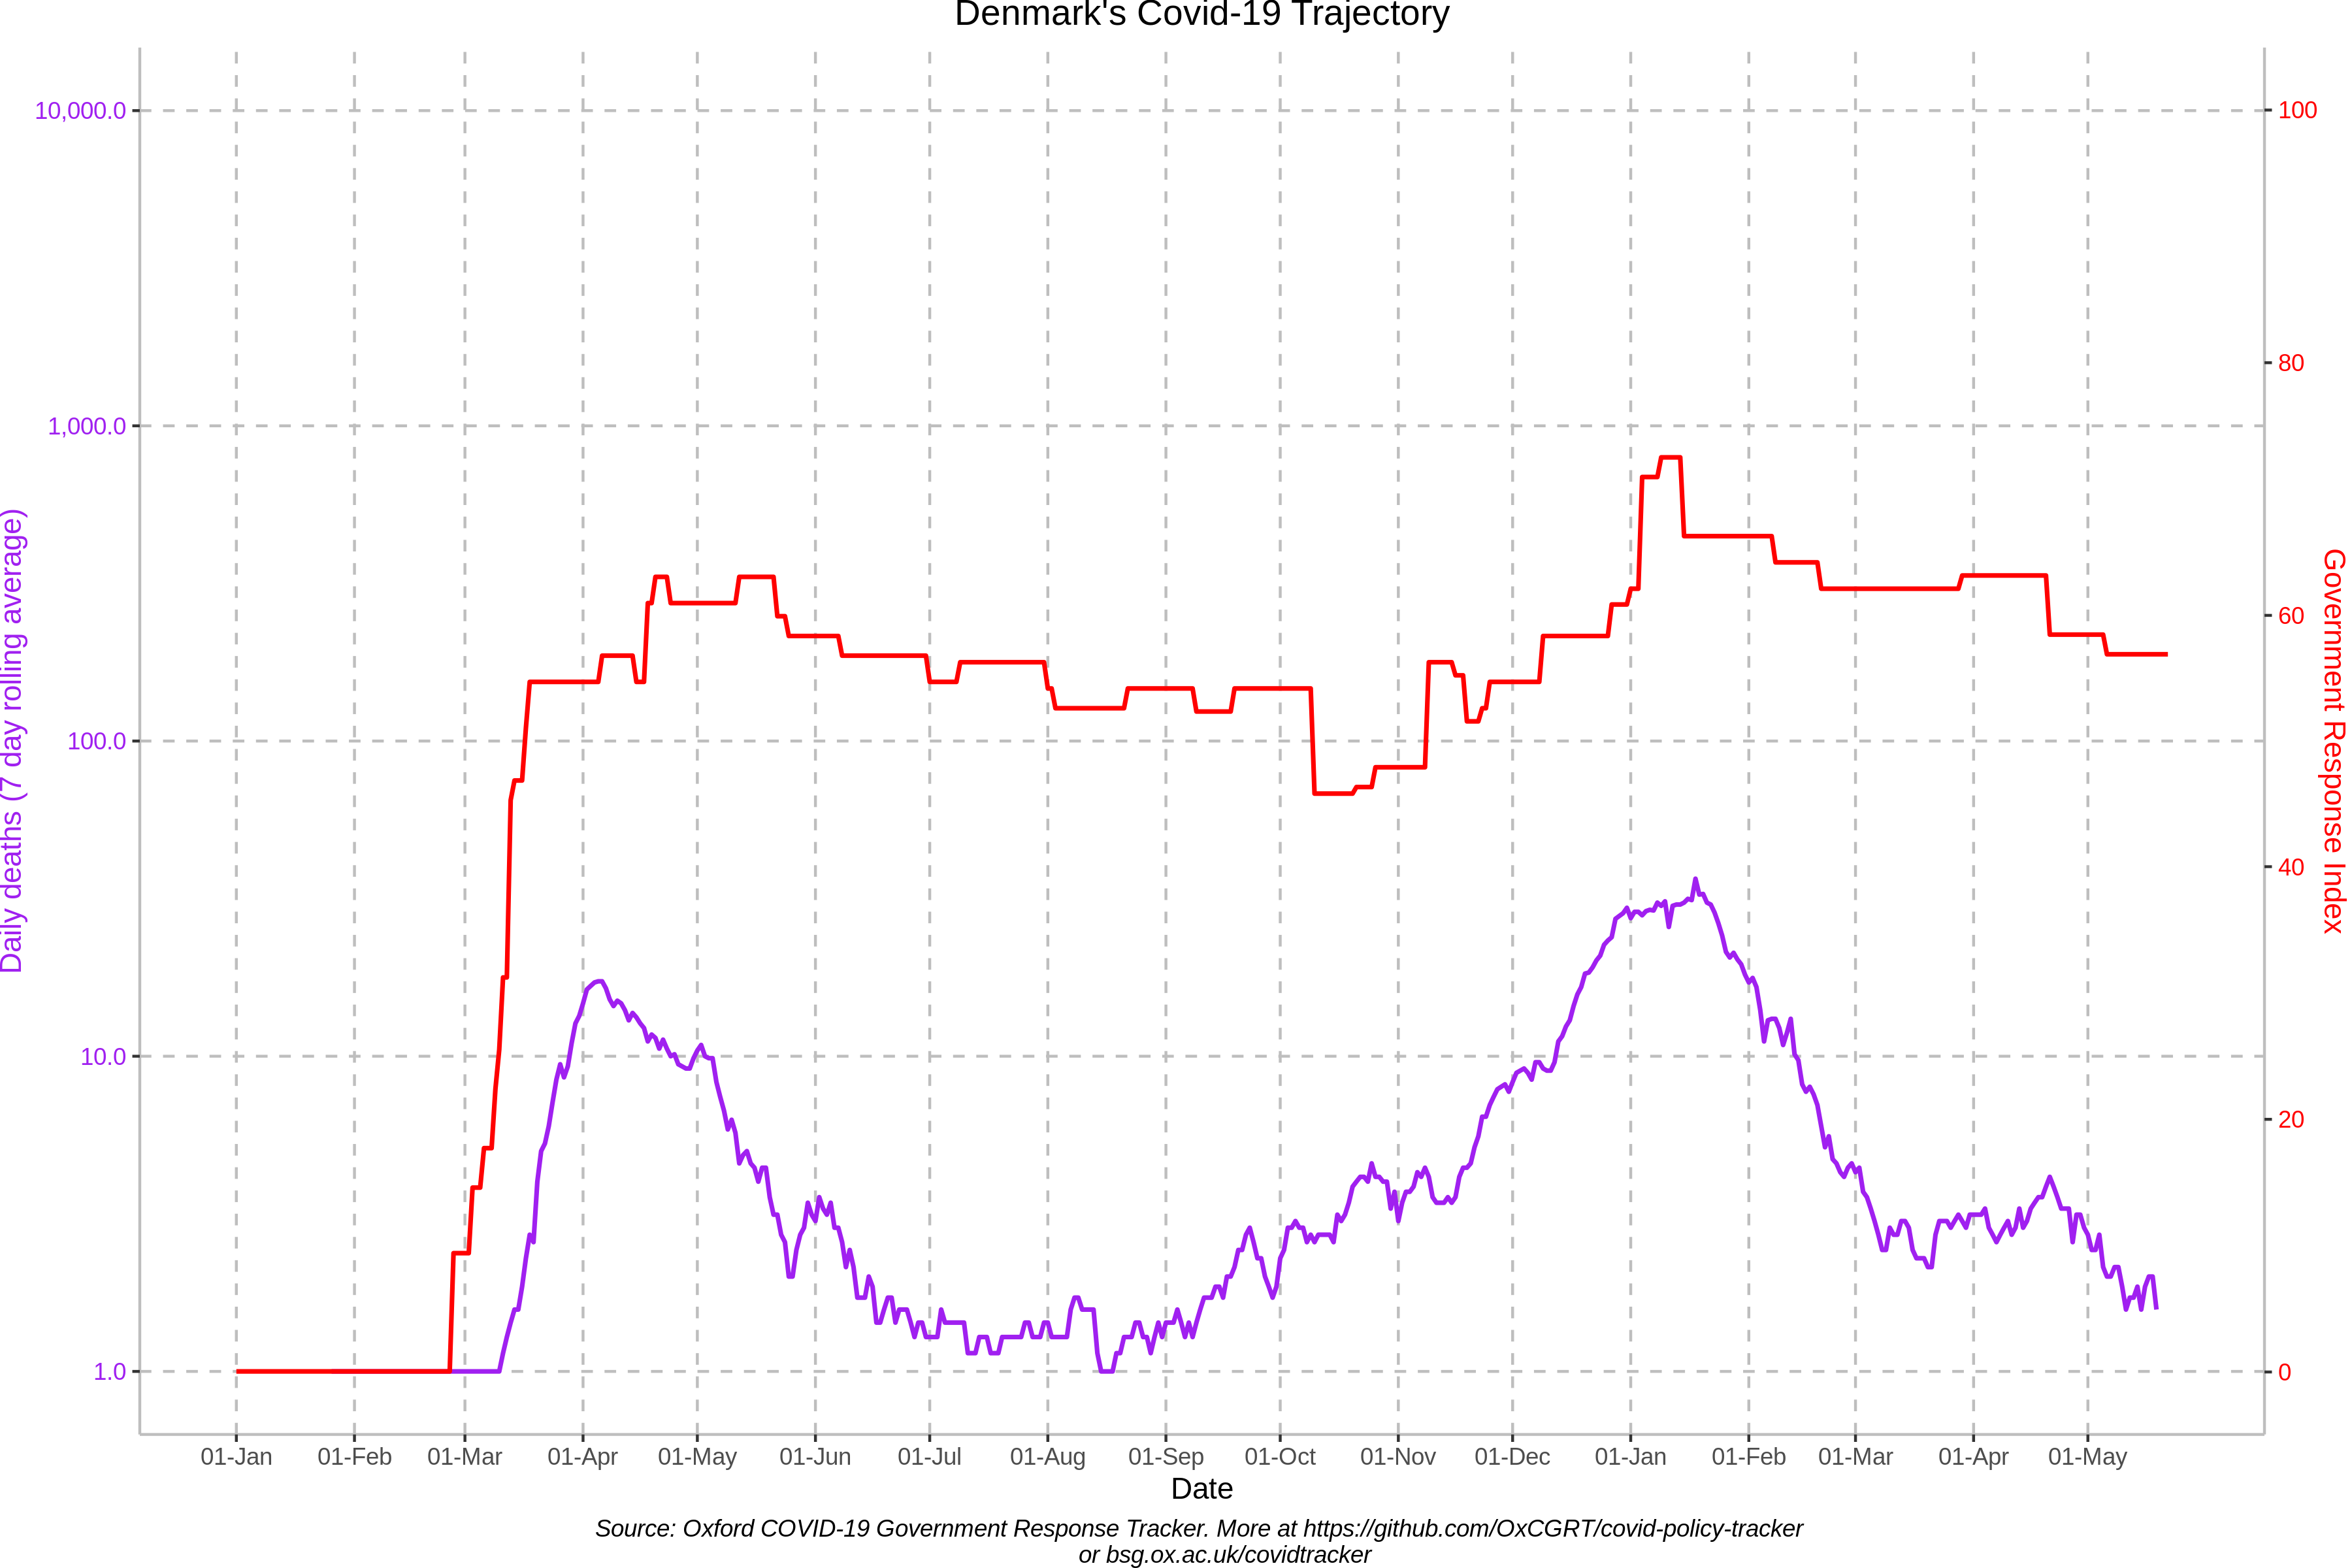 Denmark's Covid-19 Trajectory
10,000.0
1,000.0
100.0
10.0
1.0
Daily deaths (7 day rolling average)
100
80
60
40
20
0
Government Response Index
01-Jan 01-Feb 01-Mar 01-Apr 01-May 01-Jun 01-Jul 01-Aug 01-Sep 01-Oct 01-Nov 01-Dec 01-Jan 01-Feb 01-Mar 01-Apr 01-May
Date
Source: Oxford COVID-19 Government Response Tracker. More at https://github.com/OxCGRT/covid-policy-tracker
or bsg.ox.ac.uk/covidtracker